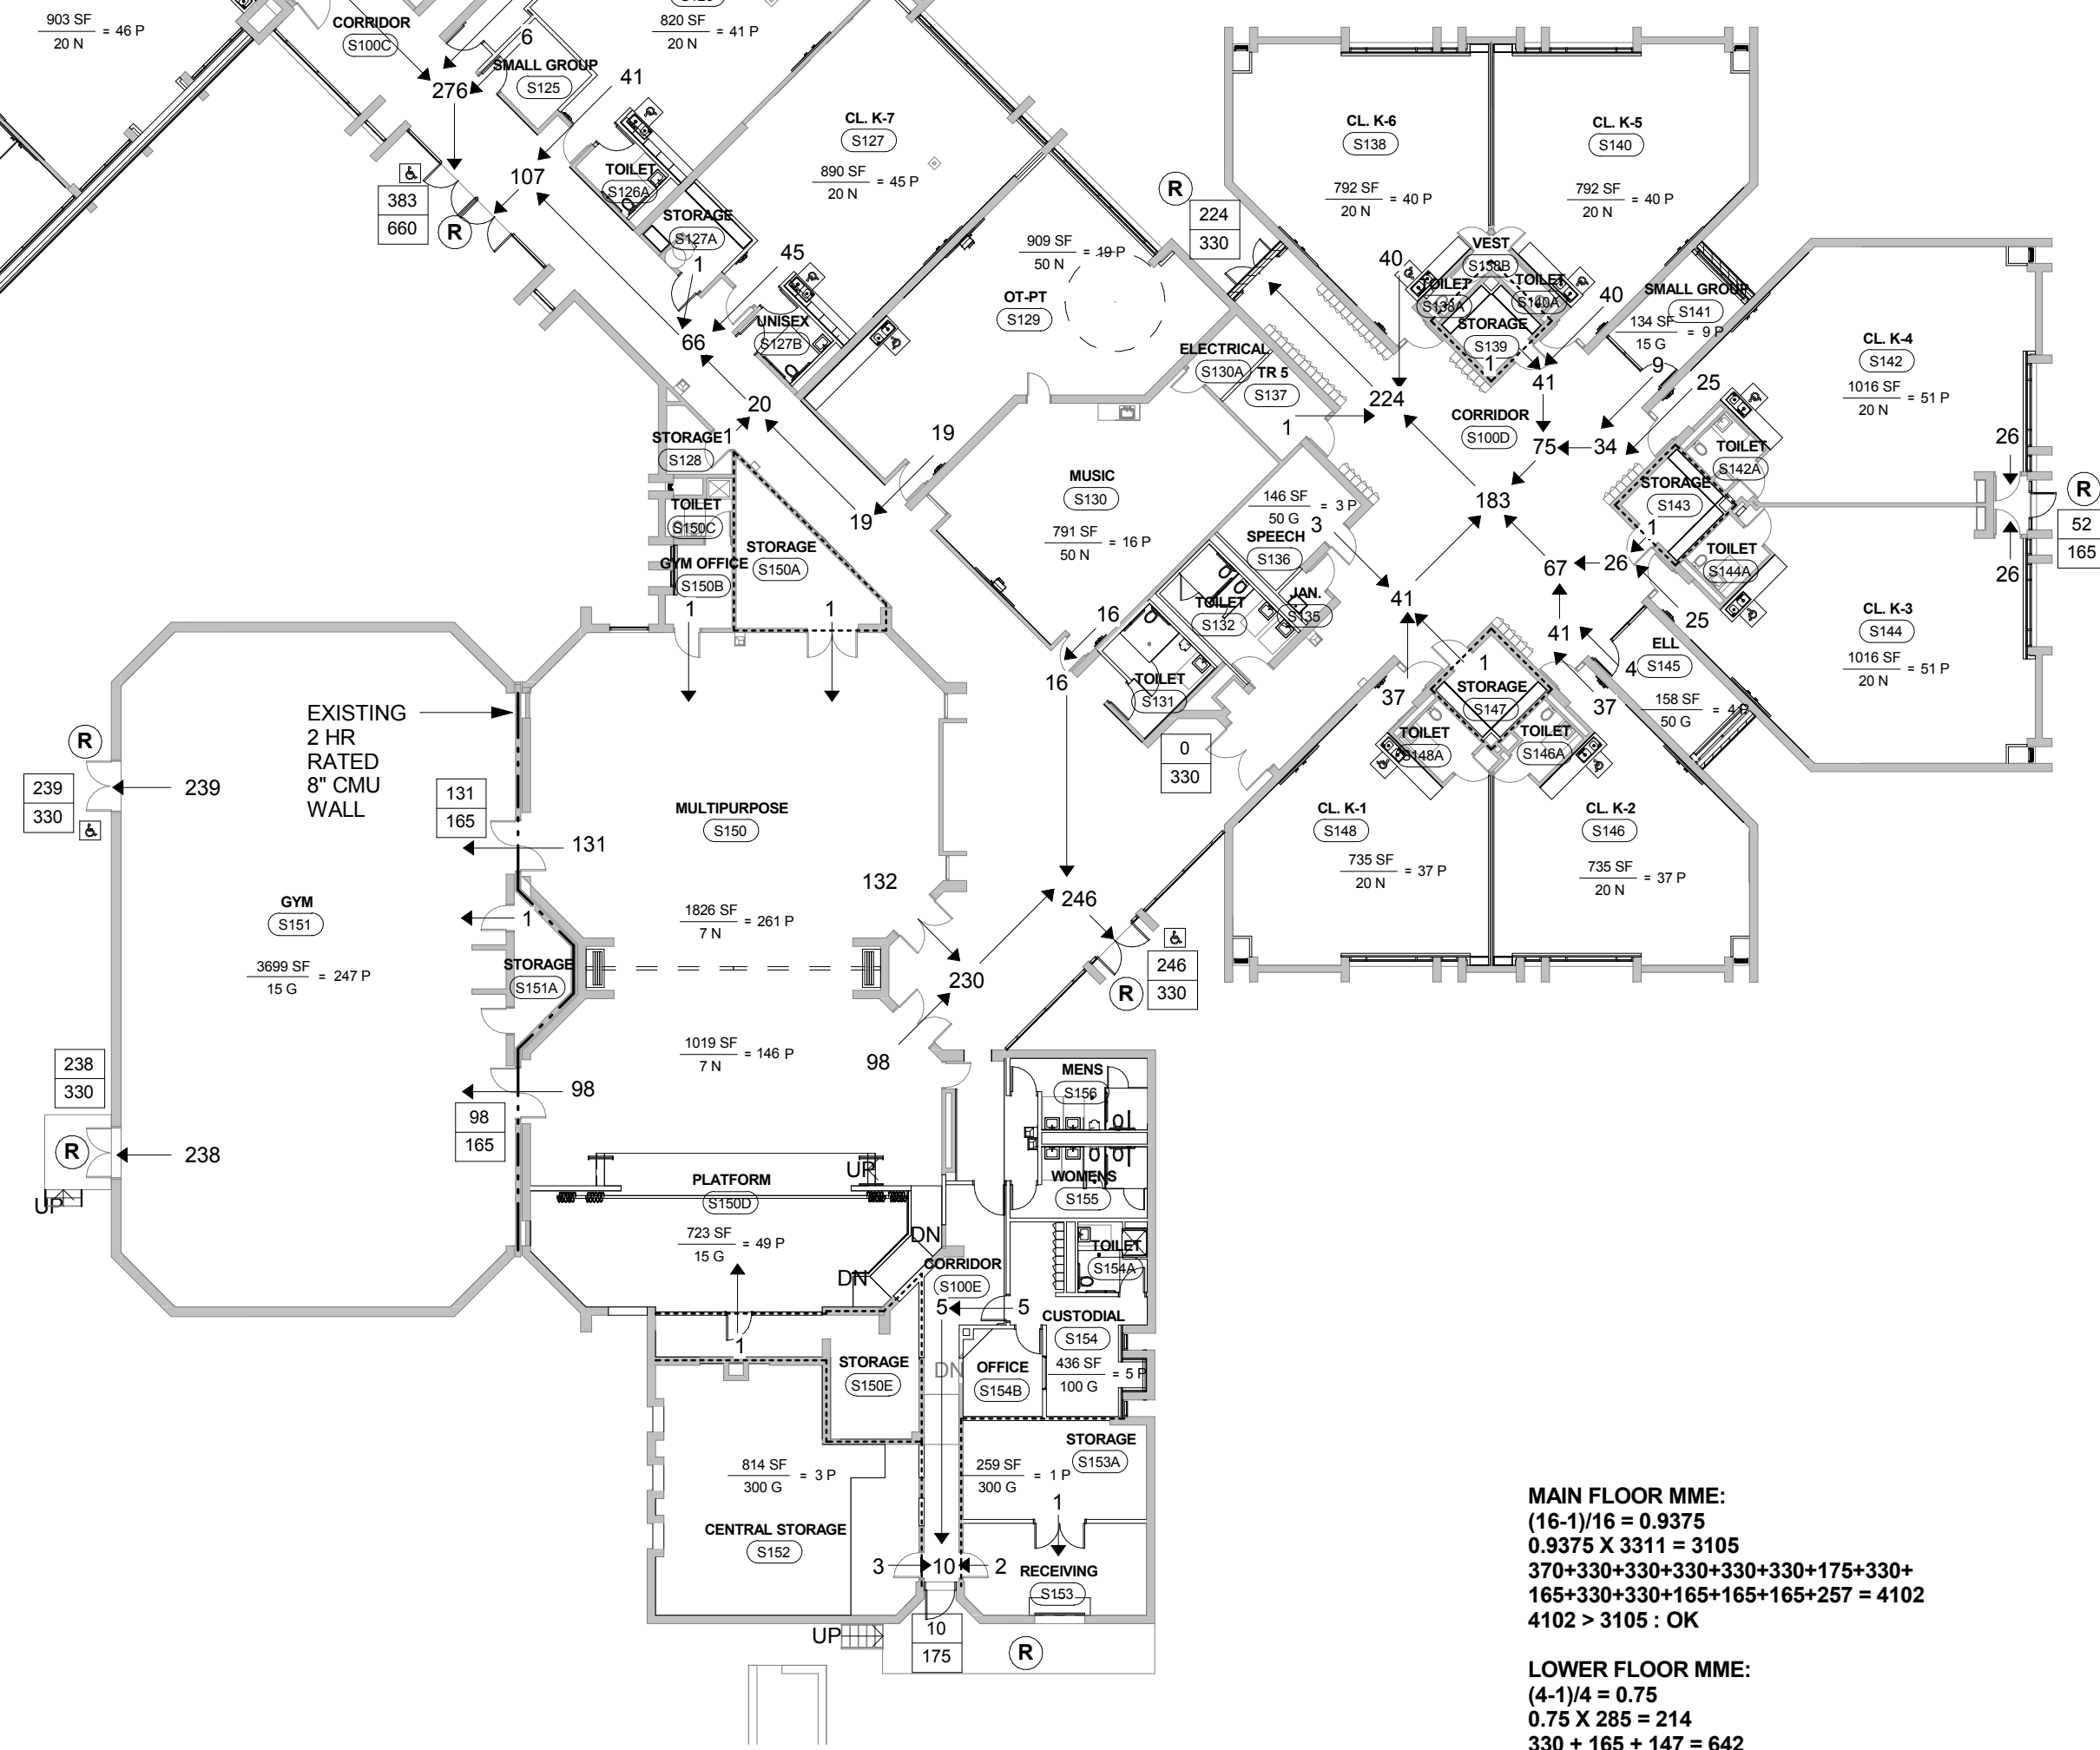 903 SF
20 N
= 46 P
CORRIDOR
S100C
6
276
SMALL GROUP
S125
41
820 SF
20 N
= 41 P
107
383
660
R
TOILET
S126A
STORAGE
S127A
1
45
CL. K-7
S127
890 SF
20 N
= 45 P
UNISEX
S127B
66
20
909 SF
50 N
= 19 P
OT-PT
S129
R
224
330
ELECTRICAL
S130A
TR 5
S137
1
224
CL. K-6
S138
792 SF
20 N
= 40 P
CL. K-5
S140
792 SF
20 N
= 40 P
VEST
S138B
40
TOILET
S138A
TOILET
S140A
40
STORAGE
S139
1
41
SMALL GROUP
S141
134 SF
15 G
= 9 P
9
25
CL. K-4
S142
1016 SF
20 N
= 51 P
CORRIDOR
S100D
75
34
TOILET
S142A
26
R
52
165
26
STORAGE
S143
1
183
TOILET
S144A
67
26
25
CL. K-3
S144
1016 SF
20 N
= 51 P
STORAGE
S128
1
19
19
TOILET
S150C
GYM OFFICE
S150B
1
STORAGE
S150A
1
MUSIC
S130
791 SF
50 N
= 16 P
146 SF
50 G
= 3 P
3
SPEECH
S136
JAN.
S135
TOILET
S132
TOILET
S131
16
16
41
41
4
ELL
S145
158 SF
50 G
= 4 P
37
1
STORAGE
S147
37
TOILET
S148A
TOILET
S146A
0
330
CL. K-1
S148
735 SF
20 N
= 37 P
CL. K-2
S146
735 SF
20 N
= 37 P
EXISTING
2 HR
RATED
8" CMU
WALL
R
239
330
239
131
165
131
MULTIPURPOSE
S150
132
246
1826 SF
7 N
= 261 P
GYM
S151
3699 SF
15 G
= 247 P
1
STORAGE
S151A
230
246
330
R
1019 SF
7 N
= 146 P
98
238
330
98
98
165
R
238
UP
MENS
S156
WOMENS
S155
PLATFORM
S150D
UP
723 SF
15 G
= 49 P
DN
DN
CORRIDOR
S100E
TOILET
S154A
5
5
CUSTODIAL
S154
436 SF
100 G
= 5 P
1
STORAGE
S150E
DN
OFFICE
S154B
814 SF
300 G
= 3 P
STORAGE
S153A
259 SF
300 G
= 1 P
1
CENTRAL STORAGE
S152
3
10
2
RECEIVING
S153
UP
10
175
R
MAIN FLOOR MME:
(16-1)/16 = 0.9375
0.9375 X 3311 = 3105
370+330+330+330+330+330+175+330+
165+330+330+165+165+165+257 = 4102
4102 > 3105 : OK
LOWER FLOOR MME:
(4-1)/4 = 0.75
0.75 X 285 = 214
330 + 165 + 147 = 642